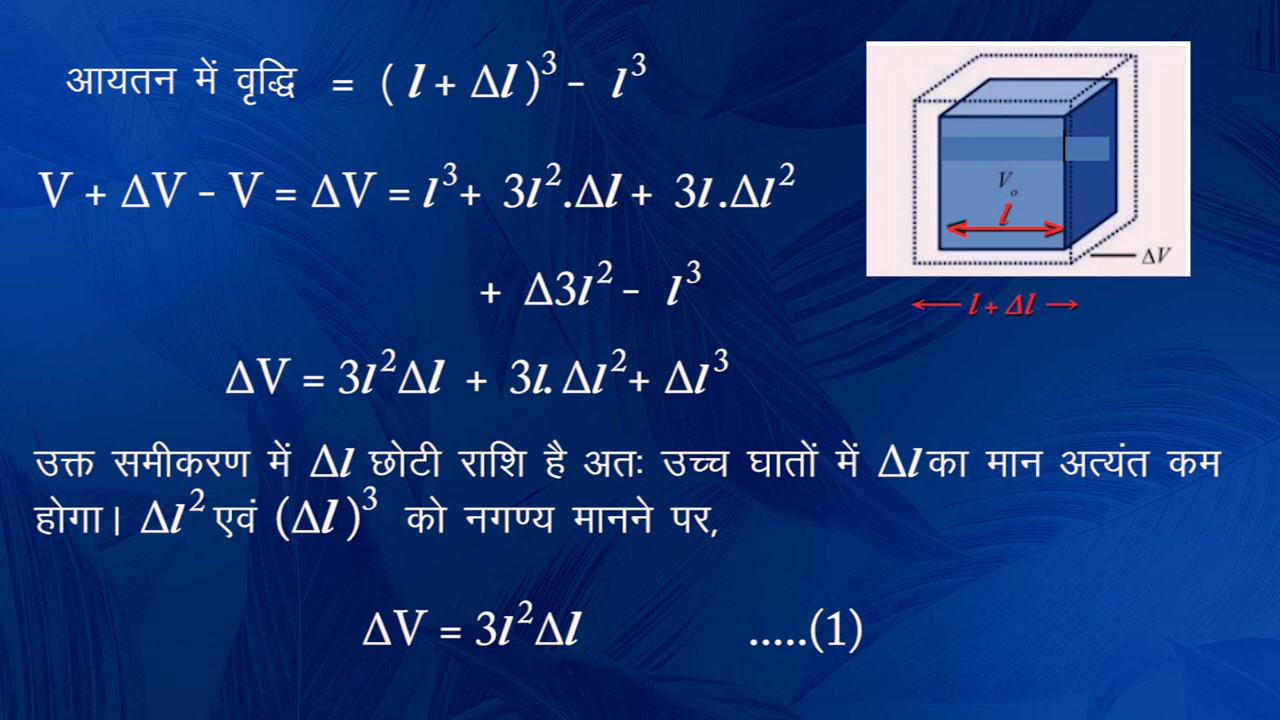 आयतन में वृद्धि = ( l + Δl )³ – l³
V + ΔV – V = ΔV = l³ + 3l².Δl + 3l.Δl²
+ Δ3l² – l³
ΔV = 3l²Δl + 3l. Δl² + Δl³
उक्त समीकरण में Δl छोटी राशि है अतः उच्च घातों में Δl का मान अत्यंत कम
होगा। Δl² एवं (Δl)³ को नगण्य मानने पर,
ΔV = 3l²Δl .....(1)
Vₒ
l
ΔV
l + Δl